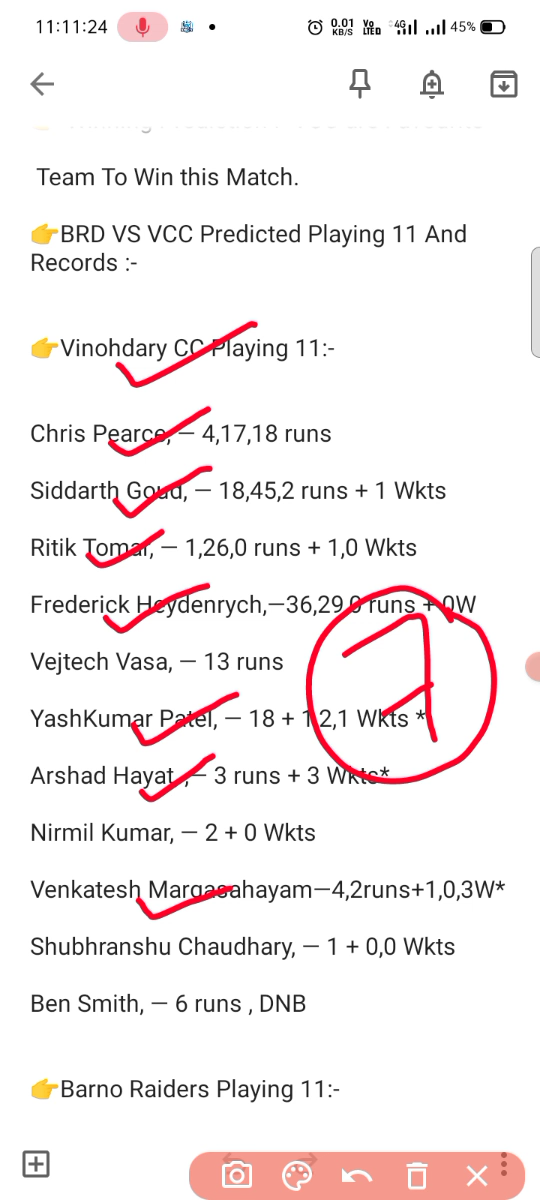 11:11:24 0.01 KB/S Vo LTED 4G 45%
Team To Win this Match.
👉BRD VS VCC Predicted Playing 11 And
Records :-
👉Vinohdary CC Playing 11:-
Chris Pearce, — 4,17,18 runs
Siddarth Goud, — 18,45,2 runs + 1 Wkts
Ritik Tomar, — 1,26,0 runs + 1,0 Wkts
Frederick Heydenrych,—36,29,0 runs + 0W
Vejtech Vasa, — 13 runs
YashKumar Patel, — 18 + 1,2,1 Wkts *
Arshad Hayat ,— 3 runs + 3 Wkts*
7
Nirmil Kumar, — 2 + 0 Wkts
Venkatesh Margasahayam—4,2runs+1,0,3W*
Shubhranshu Chaudhary, — 1 + 0,0 Wkts
Ben Smith, — 6 runs , DNB
👉Barno Raiders Playing 11:-